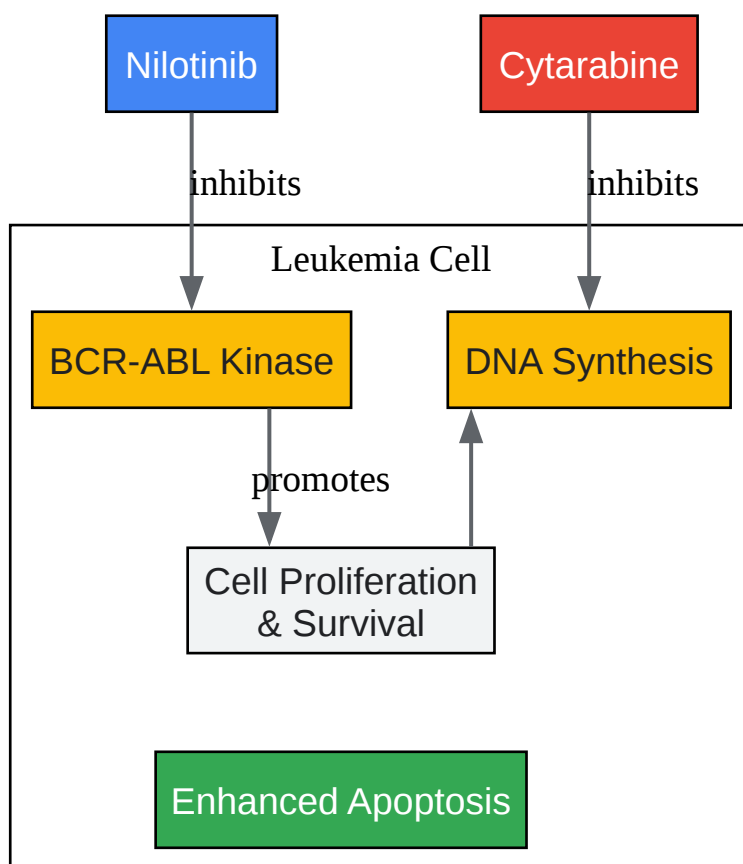 Nilotinib
Cytarabine
inhibits
inhibits
Leukemia Cell
BCR-ABL Kinase
DNA Synthesis
promotes
Cell Proliferation
& Survival
Enhanced Apoptosis